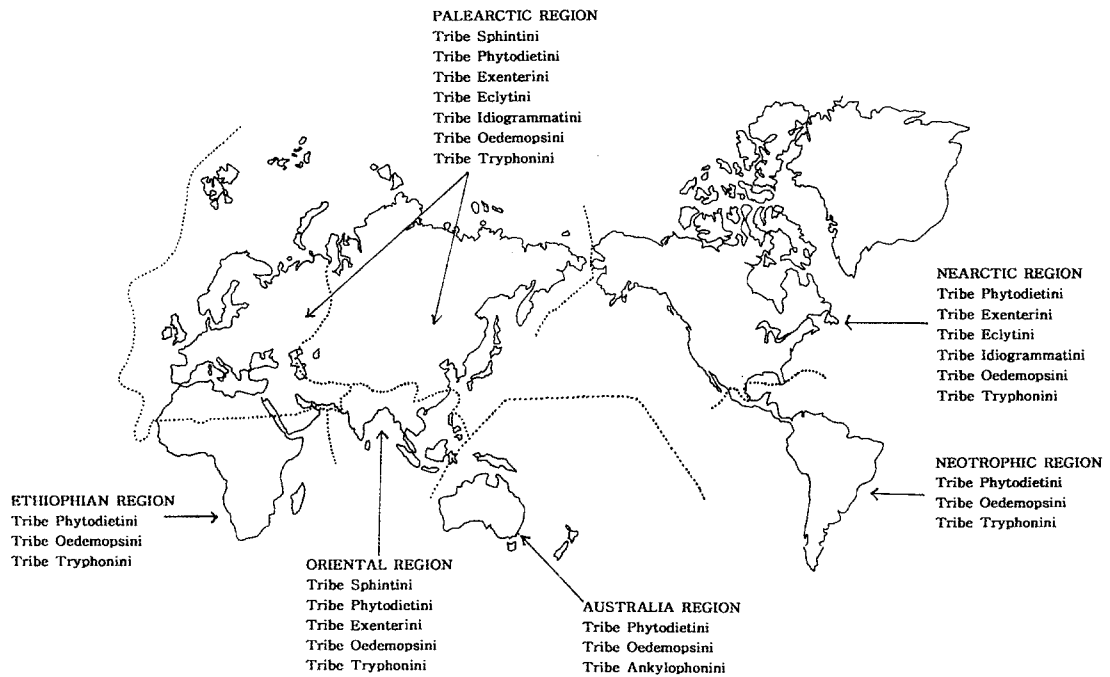 PALEARCTIC REGION
Tribe Sphintini
Tribe Phytodietini
Tribe Exenterini
Tribe Eclytini
Tribe Idiogrammatini
Tribe Oedemopsini
Tribe Tryphonini
NEARCTIC REGION
Tribe Phytodietini
Tribe Exenterini
Tribe Eclytini
Tribe Idiogrammatini
Tribe Oedemopsini
Tribe Tryphonini
NEOTROPHIC REGION
Tribe Phytodietini
Tribe Oedemopsini
Tribe Tryphonini
ETHIOPHIAN REGION
Tribe Phytodietini
Tribe Oedemopsini
Tribe Tryphonini
ORIENTAL REGION
Tribe Sphintini
Tribe Phytodietini
Tribe Exenterini
Tribe Oedemopsini
Tribe Tryphonini
AUSTRALIA REGION
Tribe Phytodietini
Tribe Oedemopsini
Tribe Ankylophonini